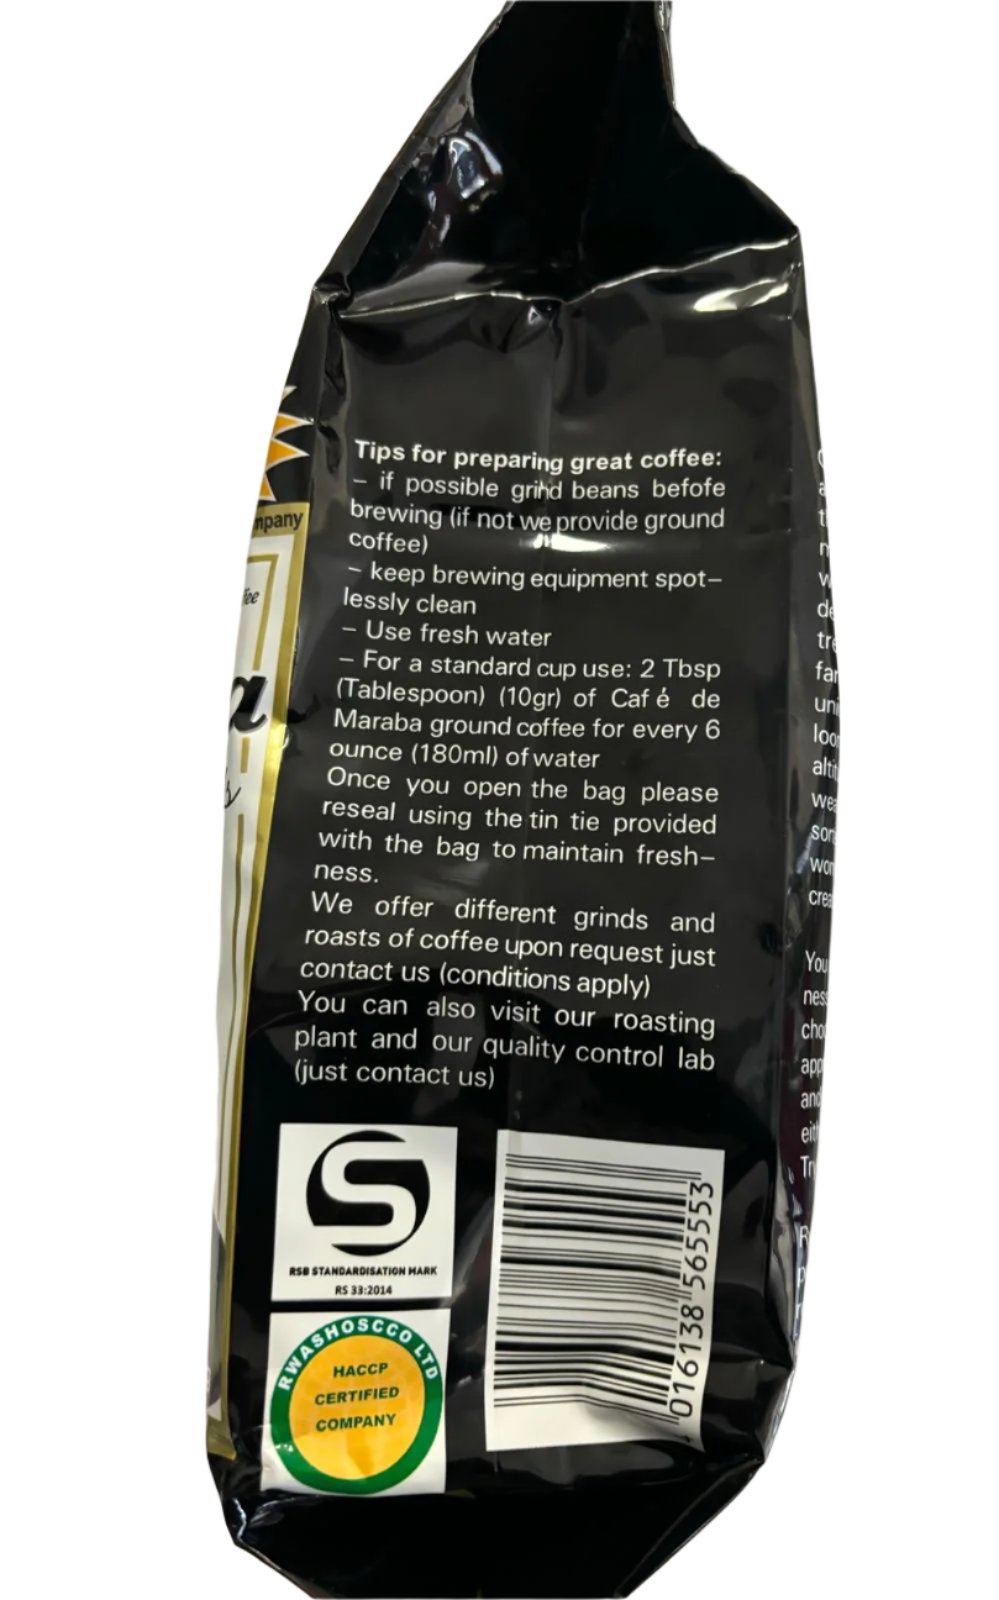 Tips for preparing great coffee:
– if possible grind beans befofe
brewing (if not we provide ground
coffee)
– keep brewing equipment spot–
lessly clean
– Use fresh water
– For a standard cup use: 2 Tbsp
(Tablespoon) (10gr) of Café de
Maraba ground coffee for every 6
ounce (180ml) of water
Once you open the bag please
reseal using the tin tie provided
with the bag to maintain fresh–
ness.
We offer different grinds and
roasts of coffee upon request just
contact us (conditions apply)
You can also visit our roasting
plant and our quality control lab
(just contact us)
S
RSB STANDARDISATION MARK
RS 33:2014
RWASHOSCCO LTD
HACCP
CERTIFIED
COMPANY
016138 565553